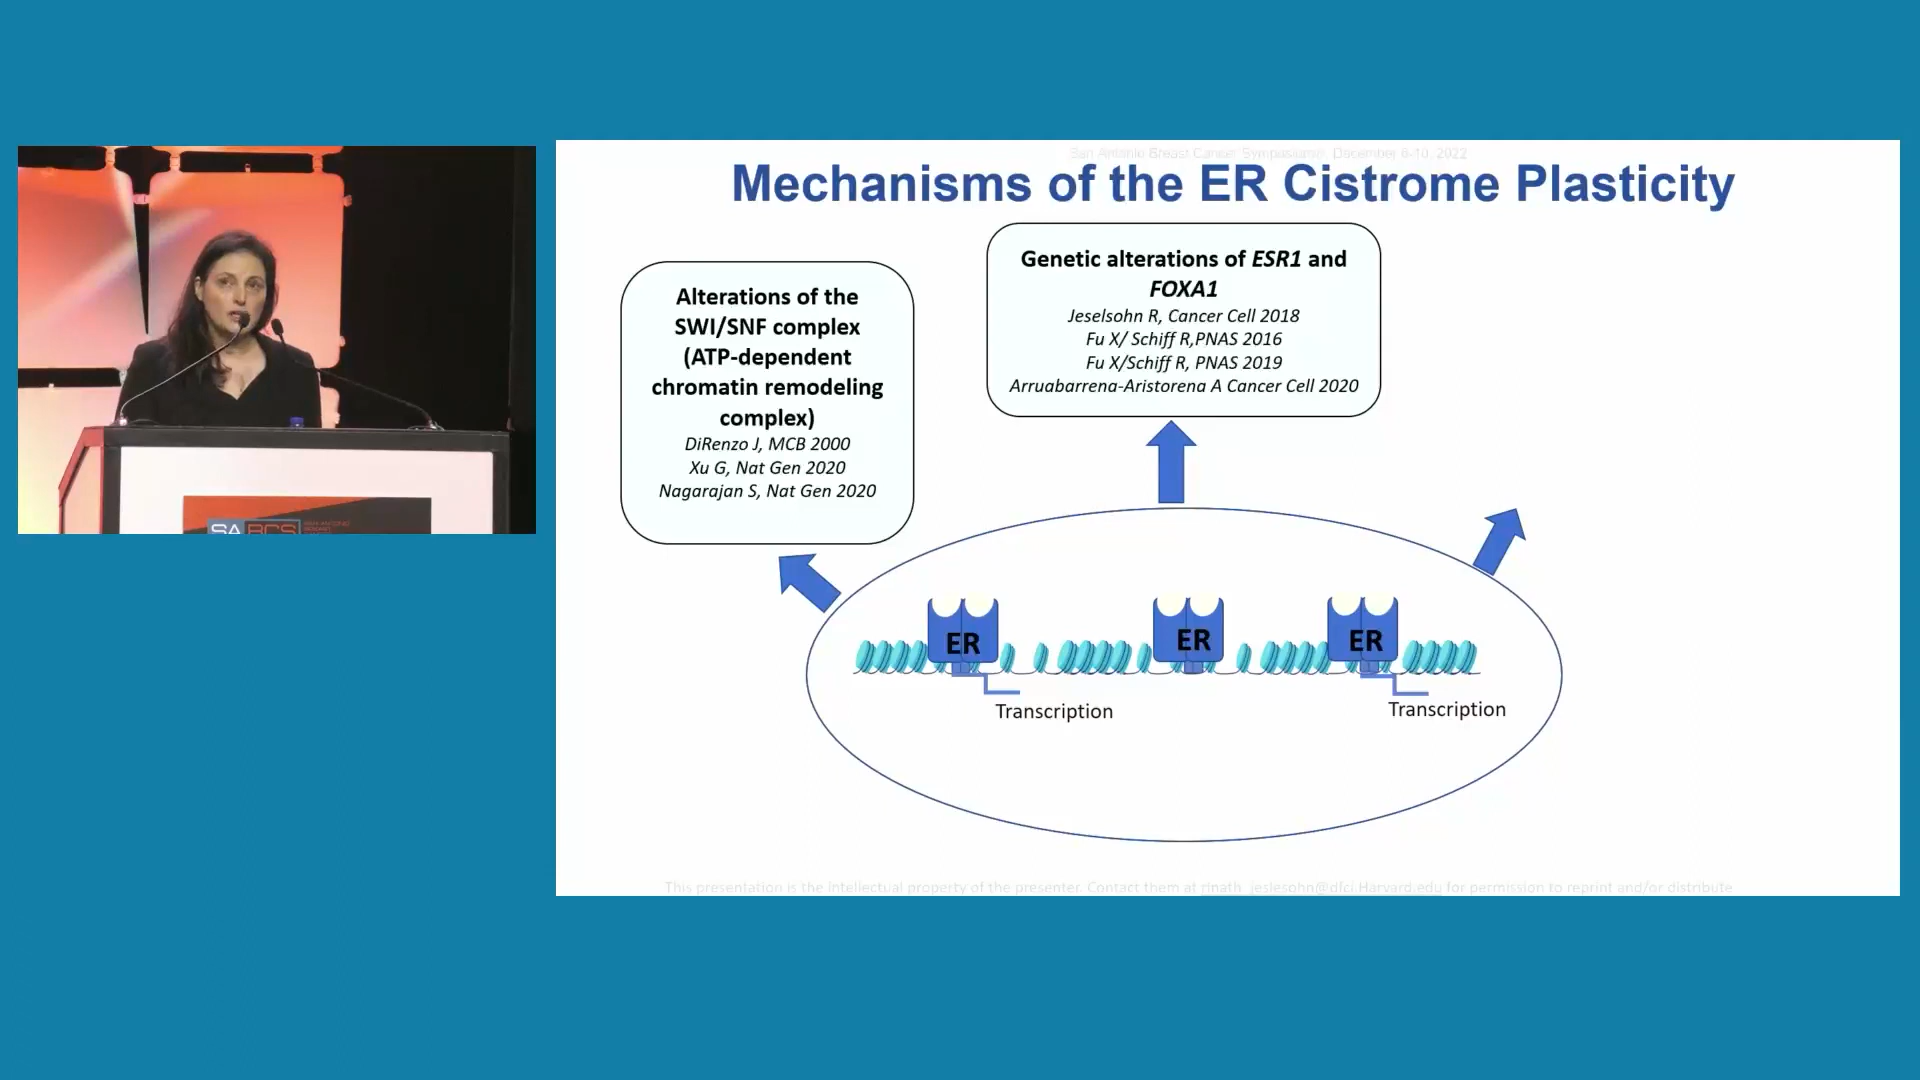 San Antonio Breast Cancer Symposium®, December 6-10, 2022
Mechanisms of the ER Cistrome Plasticity
Alterations of the
SWI/SNF complex
(ATP-dependent
chromatin remodeling
complex)
DiRenzo J, MCB 2000
Xu G, Nat Gen 2020
Nagarajan S, Nat Gen 2020
Genetic alterations of ESR1 and
FOXA1
Jeselsohn R, Cancer Cell 2018
Fu X/ Schiff R,PNAS 2016
Fu X/Schiff R, PNAS 2019
Arruabarrena-Aristorena A Cancer Cell 2020
ER
ER
ER
Transcription
Transcription
This presentation is the intellectual property of the presenter. Contact them at rinath_jeslesohn@dfci.Harvard.edu for permission to reprint and/or distribute
SA BCS